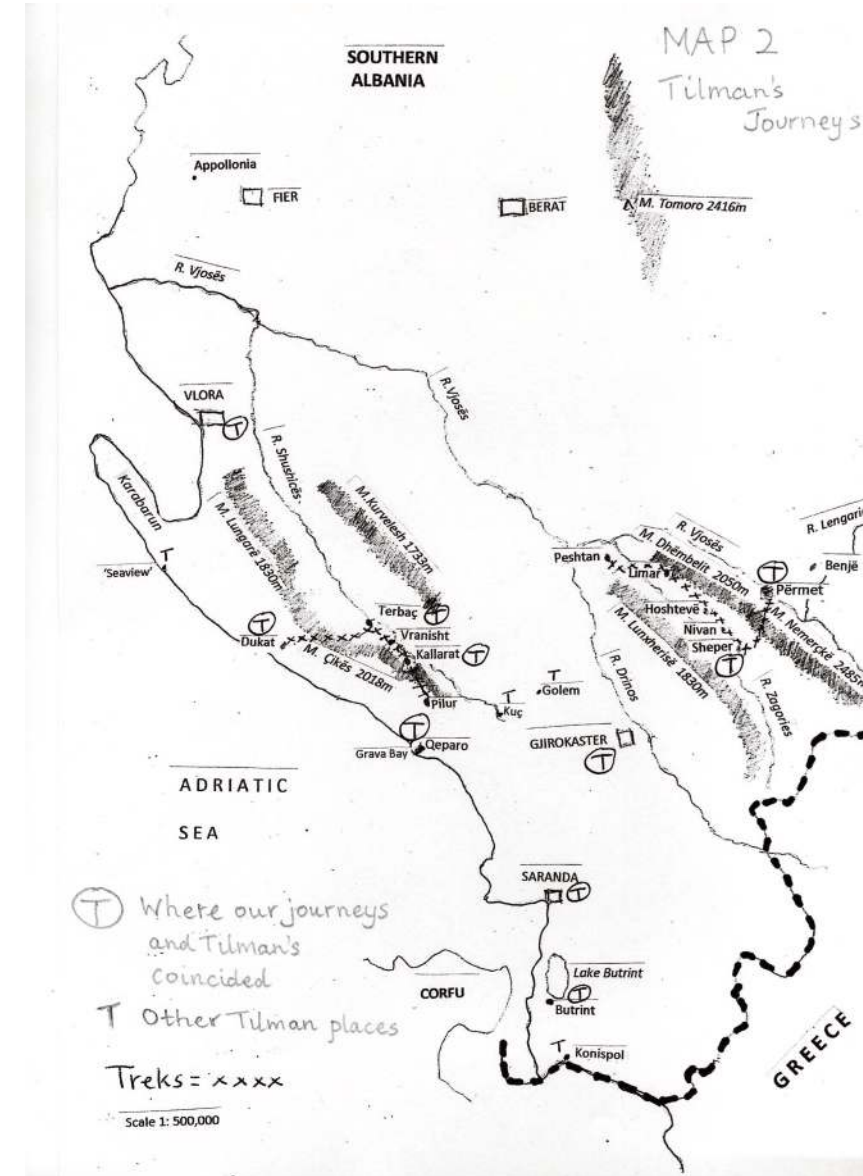 SOUTHERN
ALBANIA
MAP 2
Tilman's
Journeys
Appollonia
FIER
BERAT
M. Tomoro 2416m
R. Vjosës
R. Vjosës
VLORA
T
R. Shushicës
Karabarun
M. Lungarë 1830m
M.Kurvelesh 1733m
R. Vjosës
R. Lengari
Peshtan
M. Dhëmbelit 2050m
Limar
T
Benjë
Përmet
'Seaview'
T
Terbaç
T
Hoshtevë
M. Nemerçkë 2485m
T
Dukat
Vranisht
Nivan
Kallarat
T
Sheper
T
M. Çikës 2018m
M. Lunxherisë 1830m
R. Drinos
R. Zagories
Pilur
T
Kuç
T
Golem
T
Grava Bay
Qeparo
GJIROKASTER
T
ADRIATIC
SEA
SARANDA
T
T Where our journeys
and Tilman's
Coincided
T Other Tilman places
Treks = xxxx
Scale 1: 500,000
CORFU
Lake Butrint
T
Butrint
T
Konispol
GREECE